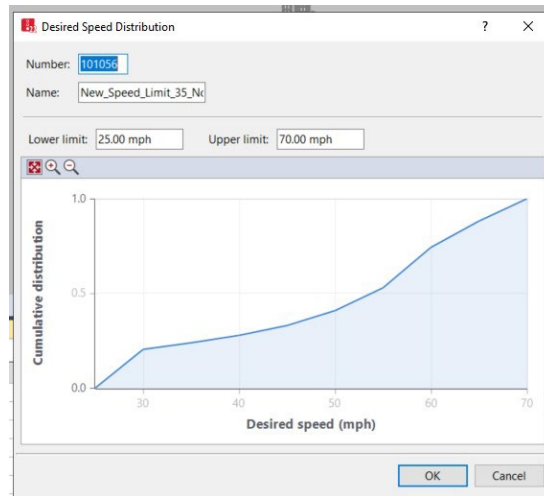 Desired Speed Distribution
Number: 101056
Name: New_Speed_Limit_35_Nc
Lower limit: 25.00 mph Upper limit: 70.00 mph
1.0
0.5
0.0
Cumulative distribution
30 40 50 60 70
Desired speed (mph)
OK Cancel